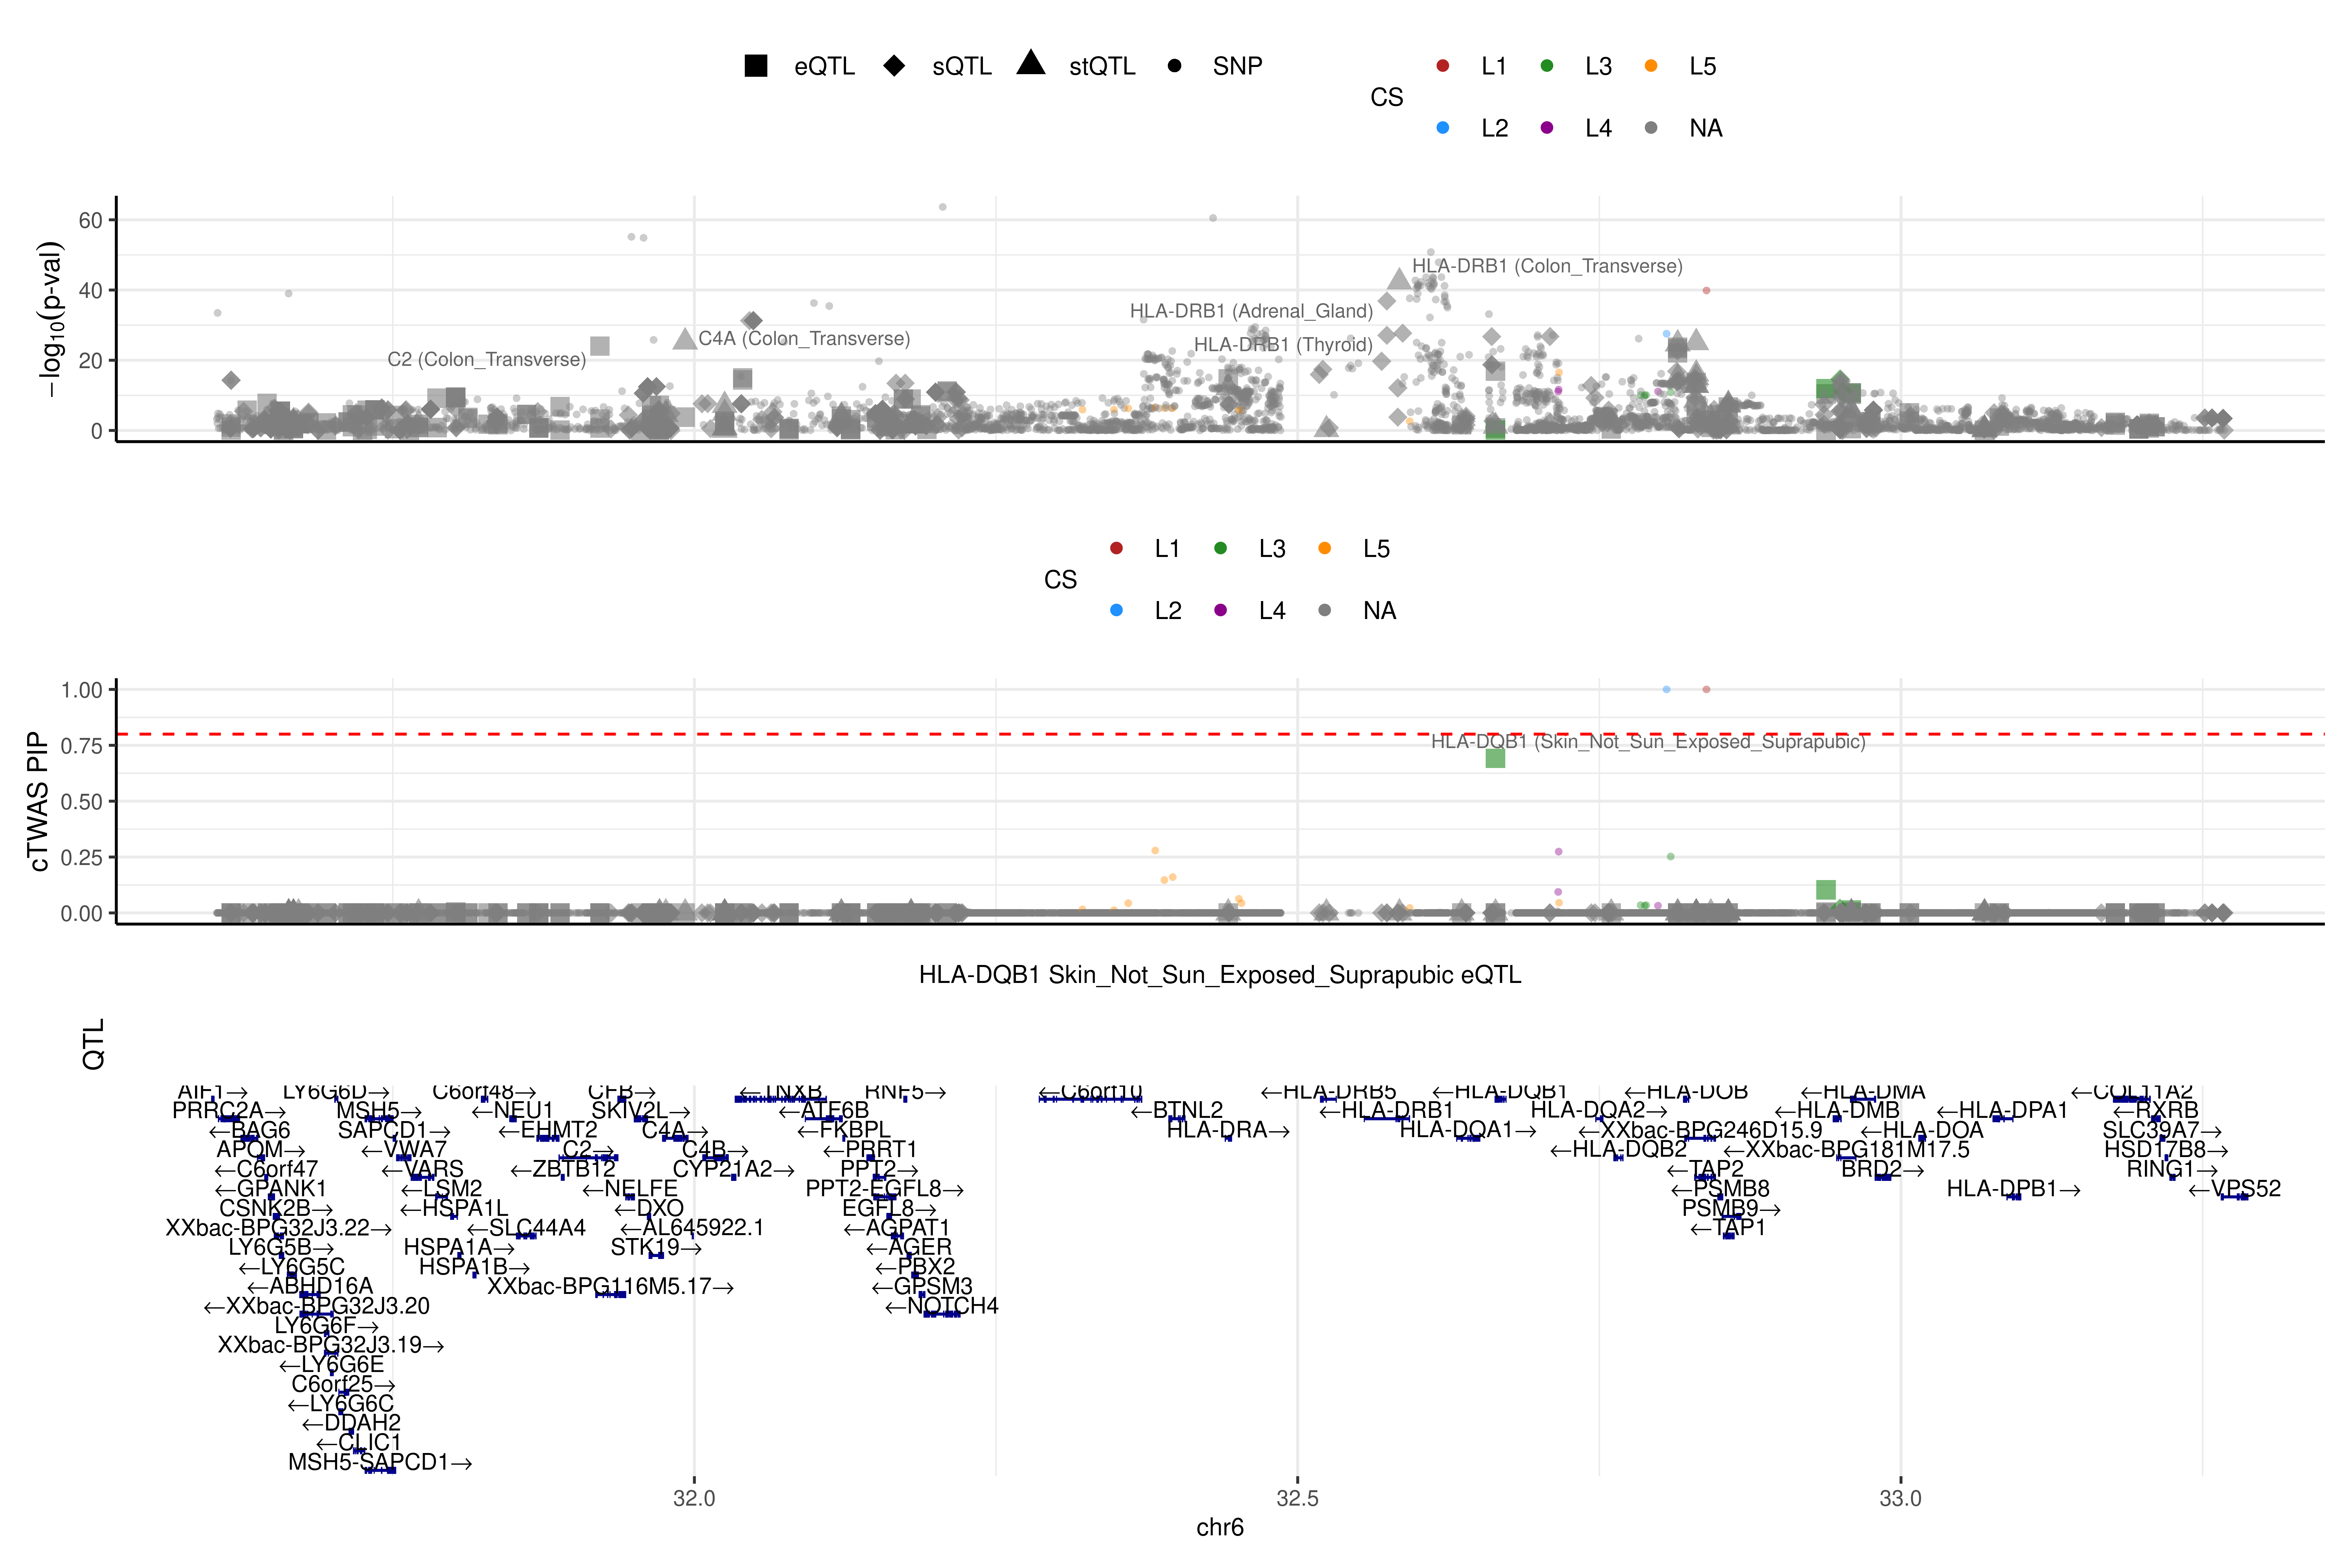 eQTL sQTL stQTL SNP
CS
L1 L3 L5
L2 L4 NA
−log10(p-val)
60
40
20
0
HLA-DRB1 (Colon_Transverse)
HLA-DRB1 (Adrenal_Gland)
HLA-DRB1 (Thyroid)
C4A (Colon_Transverse)
C2 (Colon_Transverse)
CS
L1 L3 L5
L2 L4 NA
cTWAS PIP
1.00
0.75
0.50
0.25
0.00
HLA-DQB1 (Skin_Not_Sun_Exposed_Suprapubic)
HLA-DQB1 Skin_Not_Sun_Exposed_Suprapubic eQTL
QTL
AIF1→ LY6G6D→ C6orf48→ CFB→ ←TNXB RNF5→ ←C6orf10 ←HLA-DRB5 ←HLA-DQB1 ←HLA-DOB ←HLA-DMA ←COL11A2
PRRC2A→ MSH5→ ←NEU1 SKIV2L→ ←ATF6B ←BTNL2 ←HLA-DRB1 HLA-DQA2→ ←HLA-DMB ←HLA-DPA1 ←RXRB
←BAG6 SAPCD1→ ←EHMT2 C4A→ ←FKBPL HLA-DRA→ HLA-DQA1→ ←XXbac-BPG246D15.9 ←HLA-DOA SLC39A7→
APOM→ ←VWA7 C2→ C4B→ ←PRRT1 ←HLA-DQB2 ←XXbac-BPG181M17.5 HSD17B8→
←C6orf47 ←VARS ←ZBTB12 CYP21A2→ PPT2→ ←TAP2 BRD2→ RING1→
←GPANK1 ←LSM2 ←NELFE PPT2-EGFL8→ ←PSMB8 HLA-DPB1→ ←VPS52
CSNK2B→ ←HSPA1L ←DXO EGFL8→ PSMB9→
XXbac-BPG32J3.22→ ←SLC44A4 ←AL645922.1 ←AGPAT1 ←TAP1
LY6G5B→ HSPA1A→ STK19→ ←AGER
←LY6G5C HSPA1B→ ←PBX2
←ABHD16A XXbac-BPG116M5.17→ ←GPSM3
←XXbac-BPG32J3.20 ←NOTCH4
LY6G6F→
XXbac-BPG32J3.19→
←LY6G6E
C6orf25→
←LY6G6C
←DDAH2
←CLIC1
MSH5-SAPCD1→
32.0 32.5 33.0
chr6